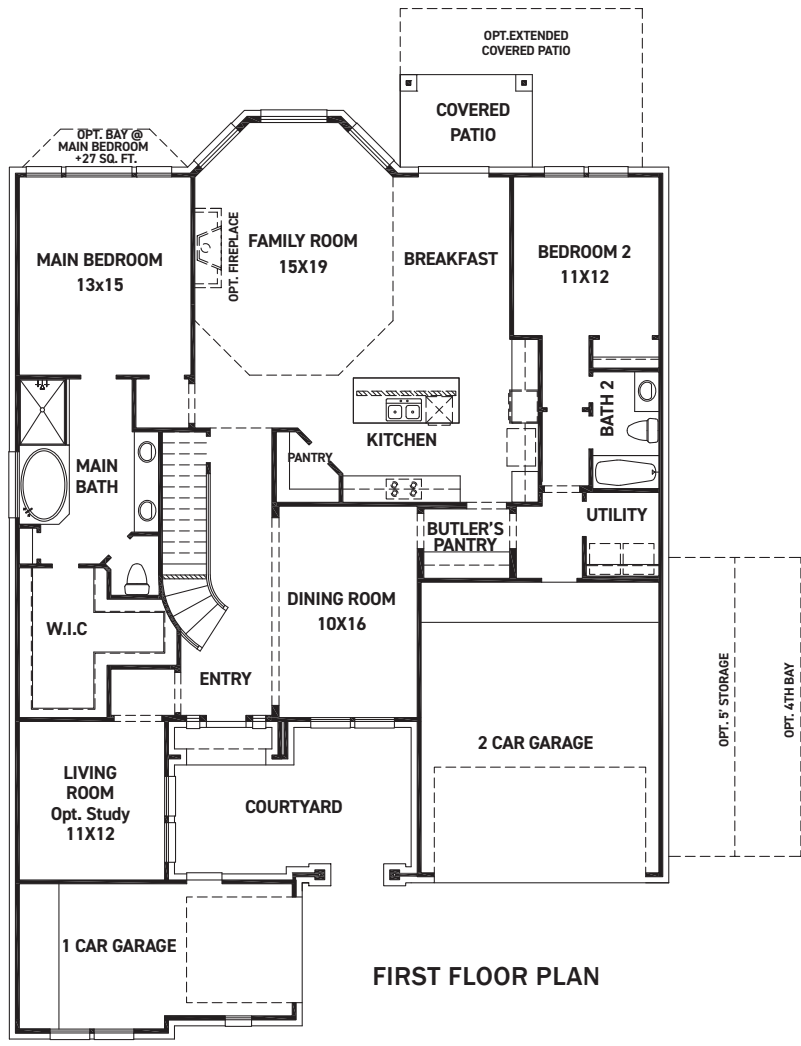 OPT.EXTENDED
COVERED PATIO
COVERED
PATIO
OPT. BAY @
MAIN BEDROOM
+27 SQ. FT.
MAIN BEDROOM
13x15
OPT. FIREPLACE
FAMILY ROOM
15X19
BREAKFAST
BEDROOM 2
11X12
BATH 2
KITCHEN
PANTRY
MAIN
BATH
UTILITY
BUTLER'S
PANTRY
DINING ROOM
10X16
W.I.C
ENTRY
OPT. 5' STORAGE
OPT. 4TH BAY
2 CAR GARAGE
LIVING
ROOM
Opt. Study
11X12
COURTYARD
1 CAR GARAGE
FIRST FLOOR PLAN